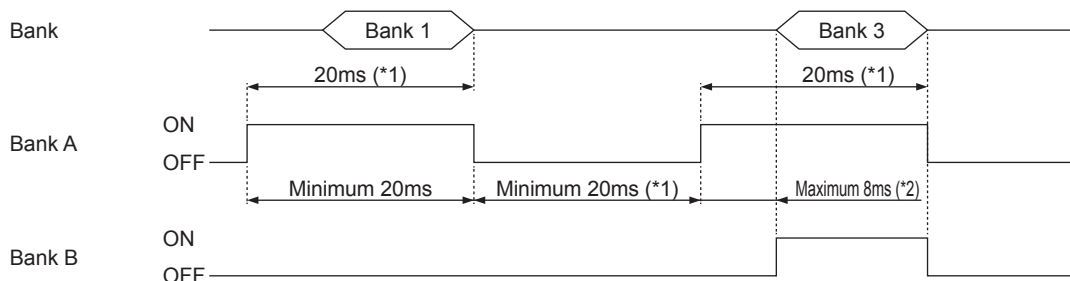 Bank
Bank 1
Bank 3
20ms (*1)
20ms (*1)
Bank A
ON
OFF
Minimum 20ms
Minimum 20ms (*1)
Maximum 8ms (*2)
Bank B
ON
OFF